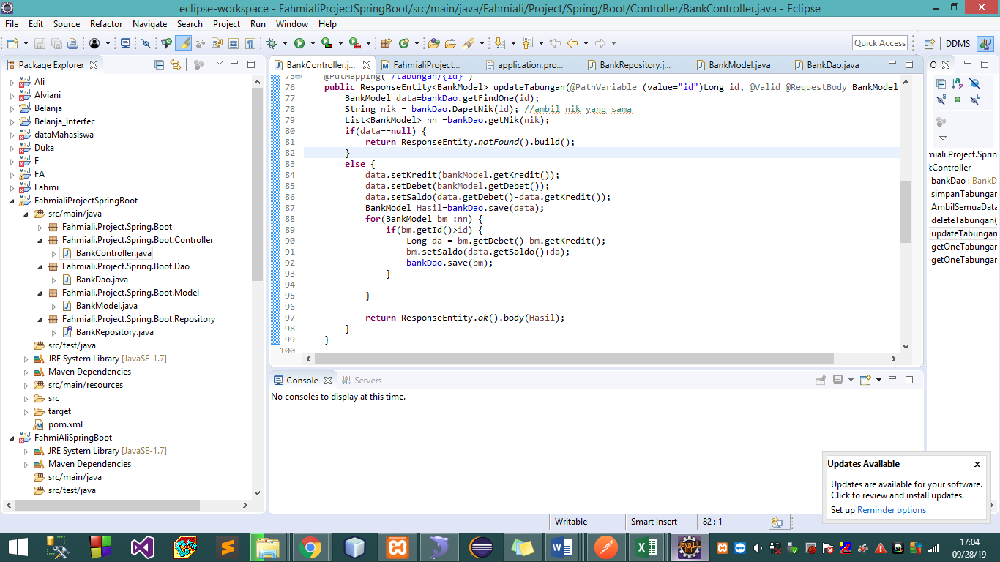 eclipse-workspace - FahmialiProjectSpringBoot/src/main/java/Fahmiali/Project/Spring/Boot/Controller/BankController.java - Eclipse
File Edit Source Refactor Navigate Search Project Run Window Help
Quick Access
DDMS
Package Explorer
Ali
Alviani
Belanja
Belanja_interfec
dataMahasiswa
Duka
F
FA
Fahmi
FahmialiProjectSpringBoot
src/main/java
Fahmiali.Project.Spring.Boot
Fahmiali.Project.Spring.Boot.Controller
BankController.java
Fahmiali.Project.Spring.Boot.Dao
BankDao.java
Fahmiali.Project.Spring.Boot.Model
BankModel.java
Fahmiali.Project.Spring.Boot.Repository
BankRepository.java
src/test/java
JRE System Library [JavaSE-1.7]
Maven Dependencies
src/main/resources
src
target
pom.xml
FahmiAliSpringBoot
JRE System Library [JavaSE-1.7]
Maven Dependencies
src/main/java
src/test/java
BankController.j... FahmialiProject... application.pro... BankRepository.j... BankModel.java BankDao.java
75 @PutMapping("/tabungan/{id}")
76 public ResponseEntity<BankModel> updateTabungan(@PathVariable (value="id")Long id, @Valid @RequestBody BankModel
77 BankModel data=bankDao.getFindOne(id);
78 String nik = bankDao.DapetNik(id); //ambil nik yang sama
79 List<BankModel> nn =bankDao.getNik(nik);
80 if(data==null) {
81 return ResponseEntity.notFound().build();
82 }
83 else {
84 data.setKredit(bankModel.getKredit());
85 data.setDebet(bankModel.getDebet());
86 data.setSaldo(data.getDebet()-data.getKredit());
87 BankModel Hasil=bankDao.save(data);
88 for(BankModel bm :nn) {
89 if(bm.getId()>id) {
90 Long da = bm.getDebet()-bm.getKredit();
91 bm.setSaldo(data.getSaldo()+da);
92 bankDao.save(bm);
93 }
94
95 }
96
97 return ResponseEntity.ok().body(Hasil);
98 }
99 }
100
Console Servers
No consoles to display at this time.
O
miali.Project.Sprin
kController
bankDao : BankD
simpanTabungan
AmbilSemuaData
deleteTabungan(
updateTabungan
getOneTabungar
getOneTabungar
Updates Available
Updates are available for your software.
Click to review and install updates.
Set up Reminder options
Writable Smart Insert 82 : 1
17:04
09/28/19